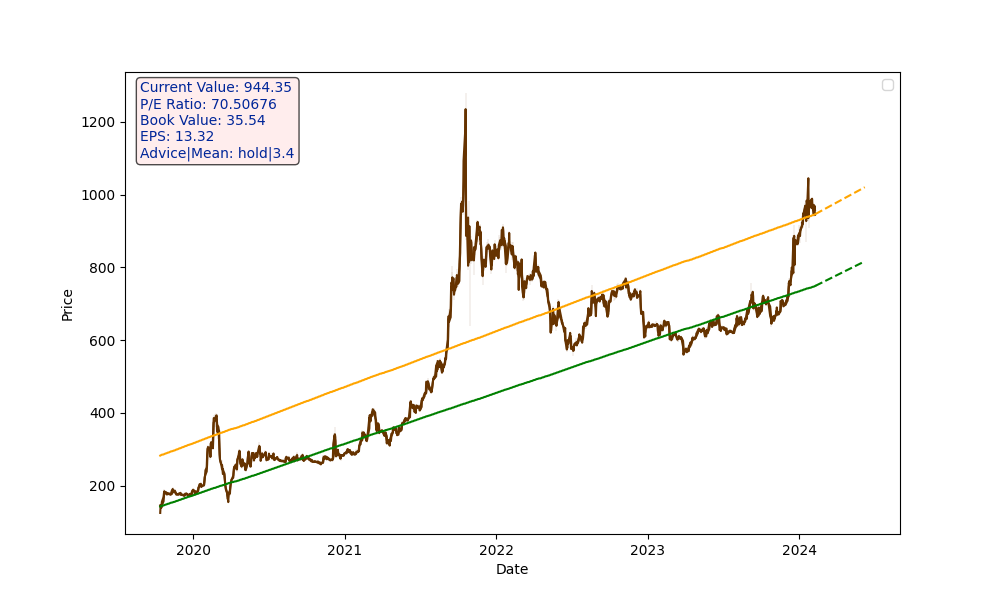 Current Value: 944.35
P/E Ratio: 70.50676
Book Value: 35.54
EPS: 13.32
Advice|Mean: hold|3.4
1200
1000
800
600
400
200
Price
2020 2021 2022 2023 2024
Date